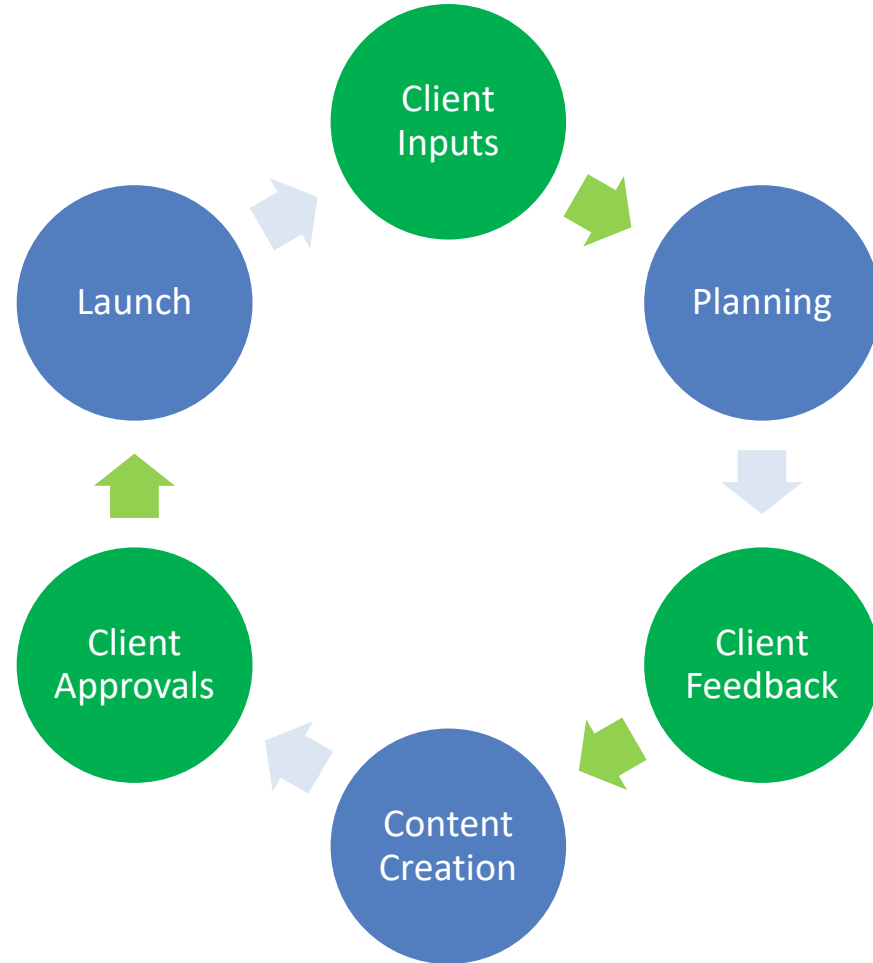 Client
Inputs
Planning
Client
Feedback
Content
Creation
Client
Approvals
Launch